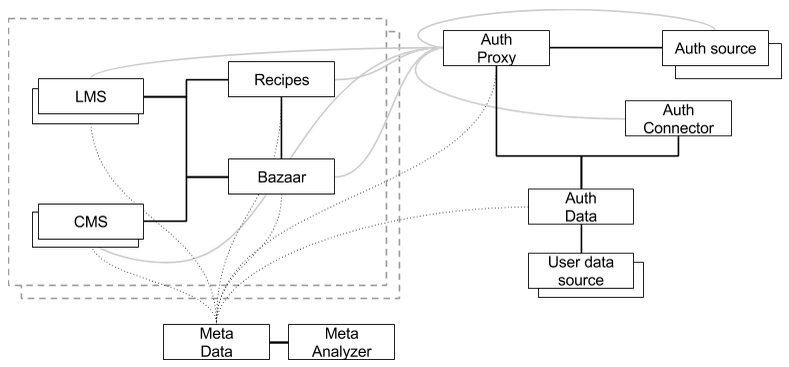 Auth
Proxy
Auth source
Recipes
LMS
Auth
Connector
Bazaar
CMS
Auth
Data
User data
source
Meta
Data
Meta
Analyzer